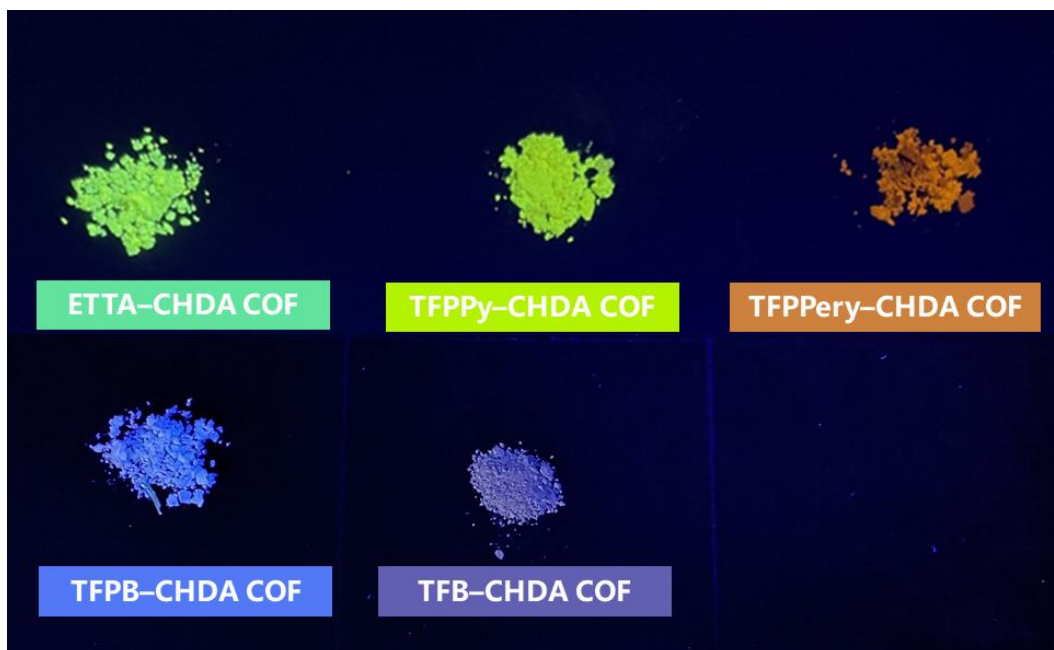 ETTA–CHDA COF
TFPPy–CHDA COF
TFPPery–CHDA COF
TFPB–CHDA COF
TFB–CHDA COF